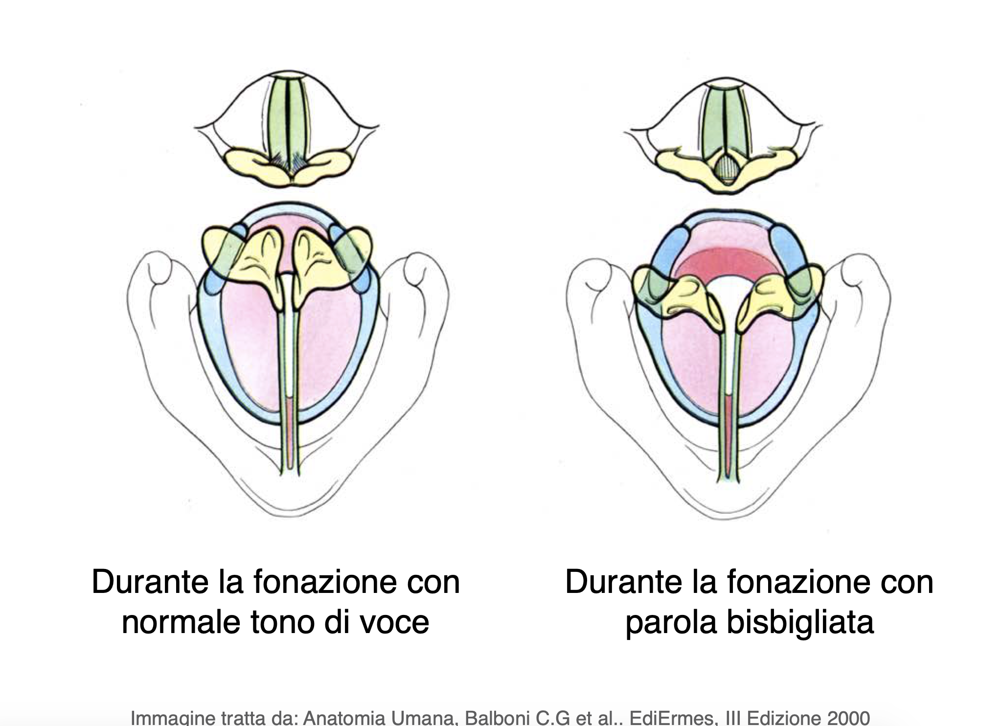 Durante la fonazione con
normale tono di voce
Durante la fonazione con
parola bisbigliata
Immagine tratta da: Anatomia Umana, Balboni C.G et al.. EdiErmes, III Edizione 2000